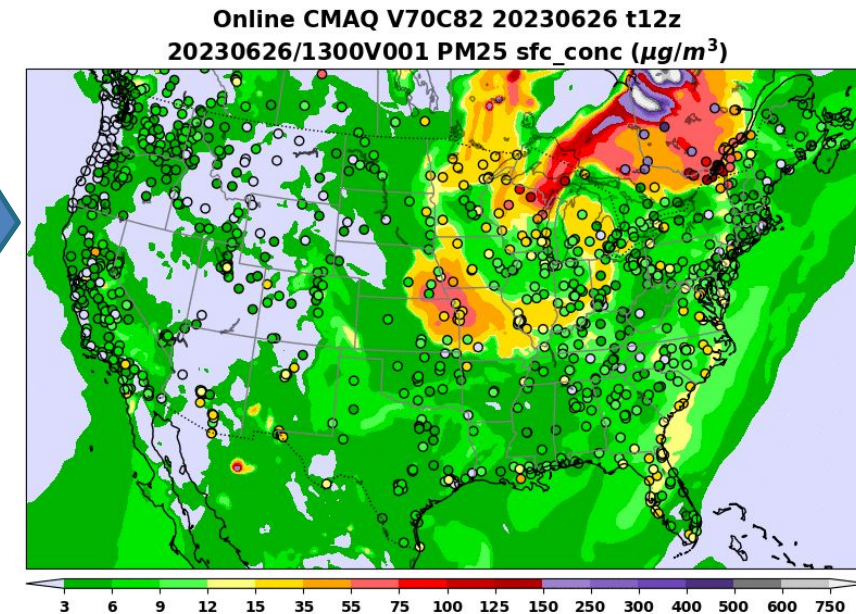 Online CMAQ V70C82 20230626 t12z
20230626/1300V001 PM25 sfc_conc (μg/m³)
3 6 9 12 15 35 55 75 100 125 150 250 300 400 500 600 750